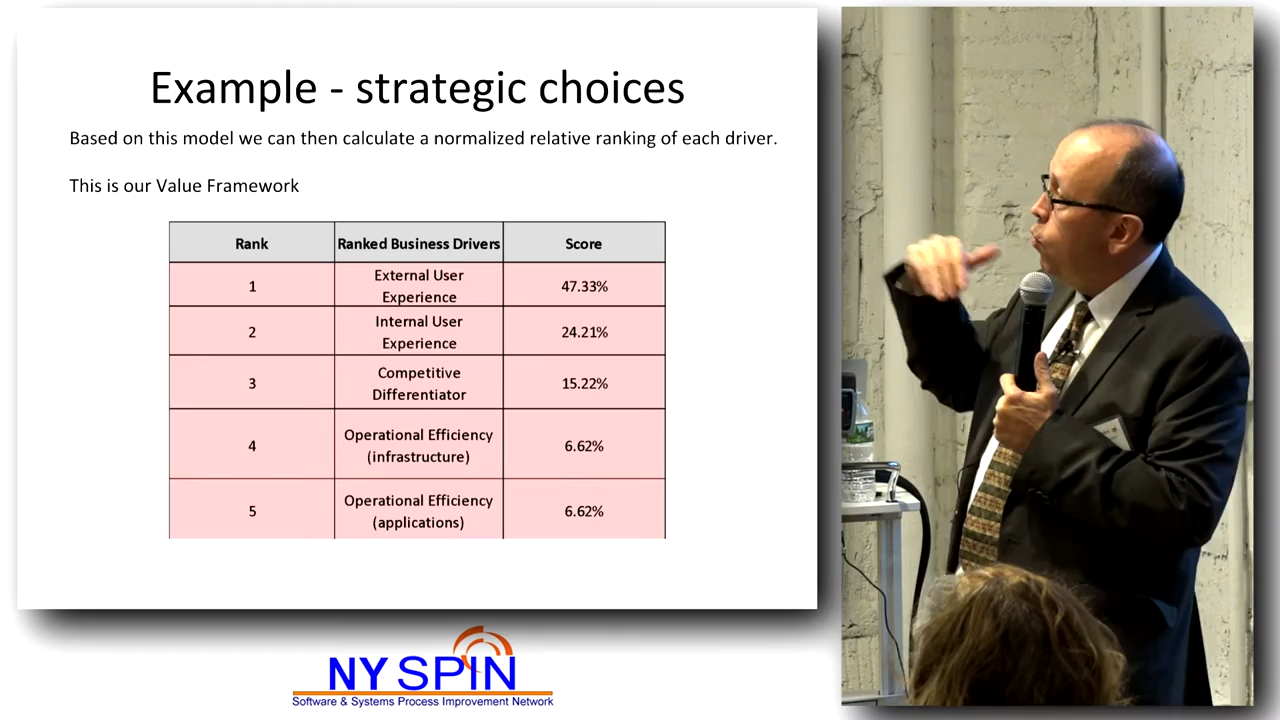 Example - strategic choices
Based on this model we can then calculate a normalized relative ranking of each driver.
This is our Value Framework
Rank Ranked Business Drivers Score
1 External User Experience 47.33%
2 Internal User Experience 24.21%
3 Competitive Differentiator 15.22%
4 Operational Efficiency (infrastructure) 6.62%
5 Operational Efficiency (applications) 6.62%
NY SPIN
Software & Systems Process Improvement Network